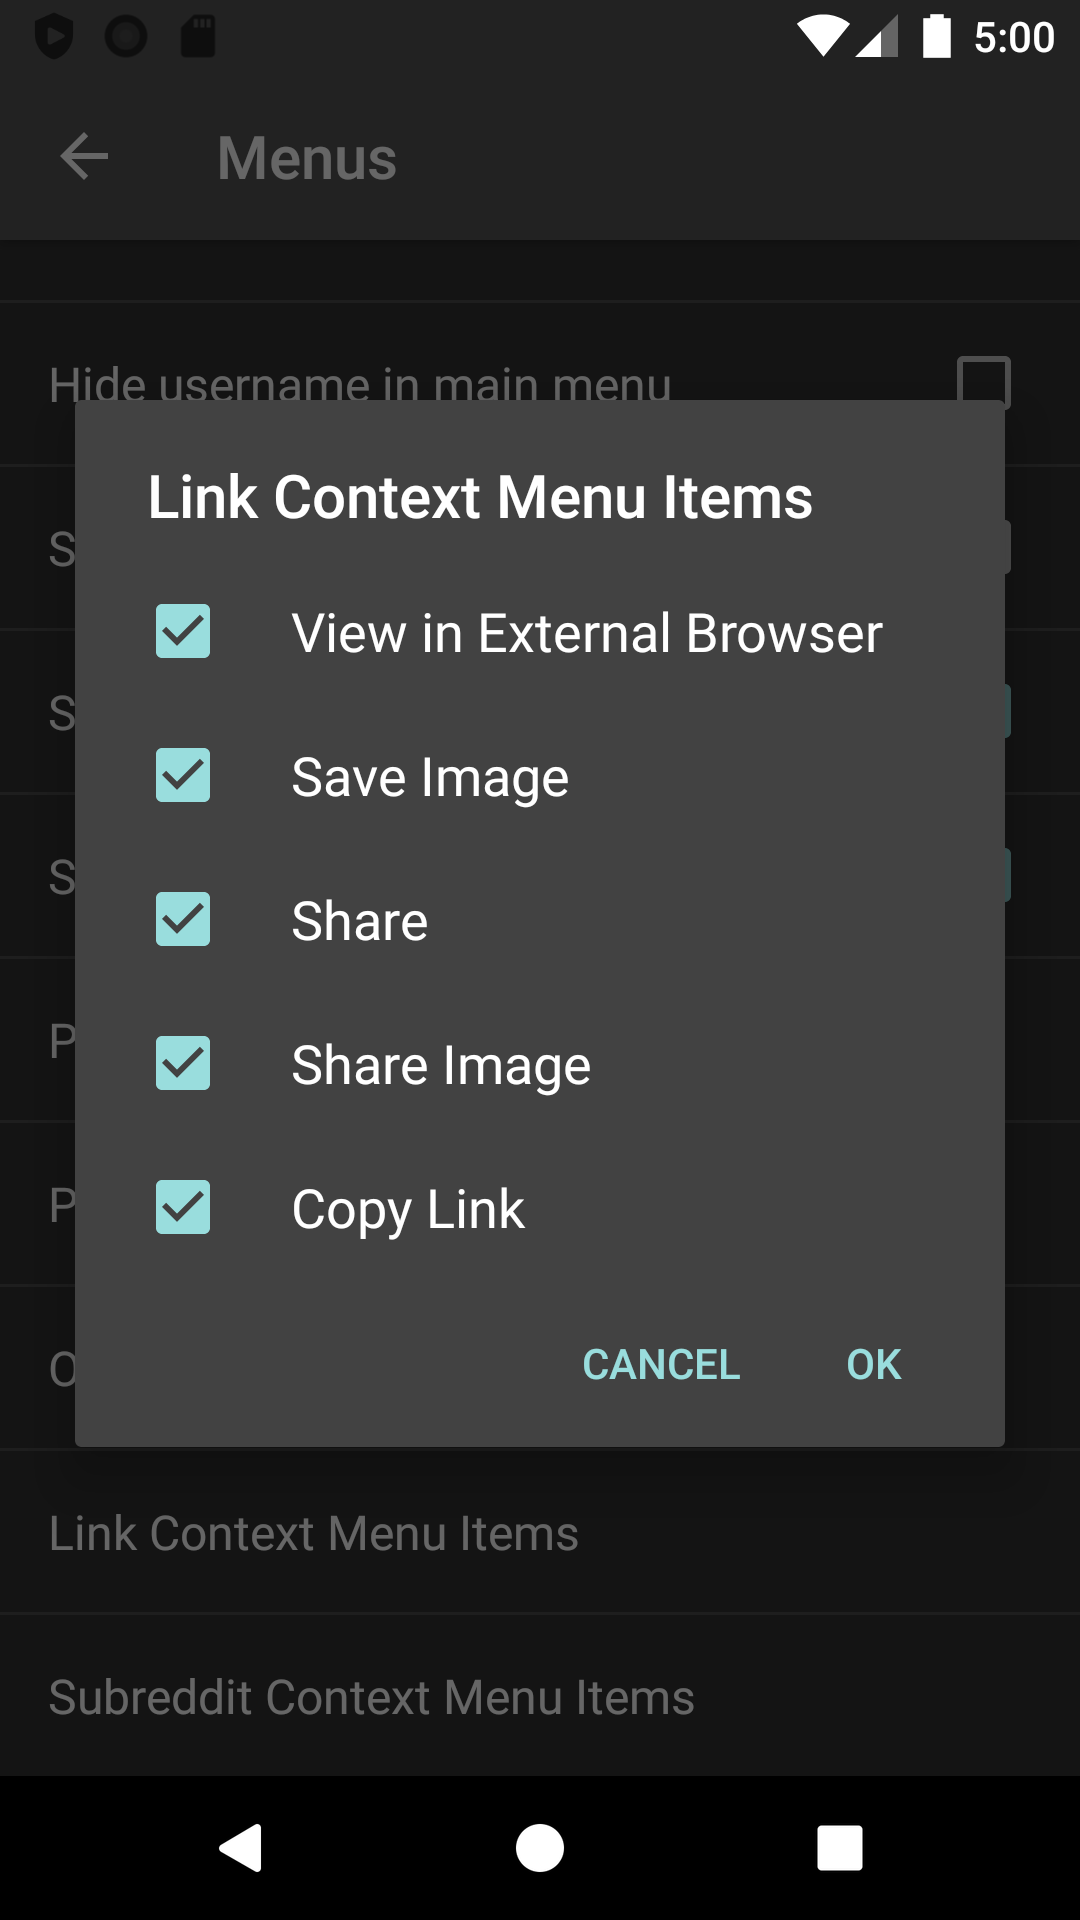 5:00
Menus
Hide username in main menu
Link Context Menu Items
View in External Browser
Save Image
Share
Share Image
Copy Link
CANCEL OK
Link Context Menu Items
Subreddit Context Menu Items